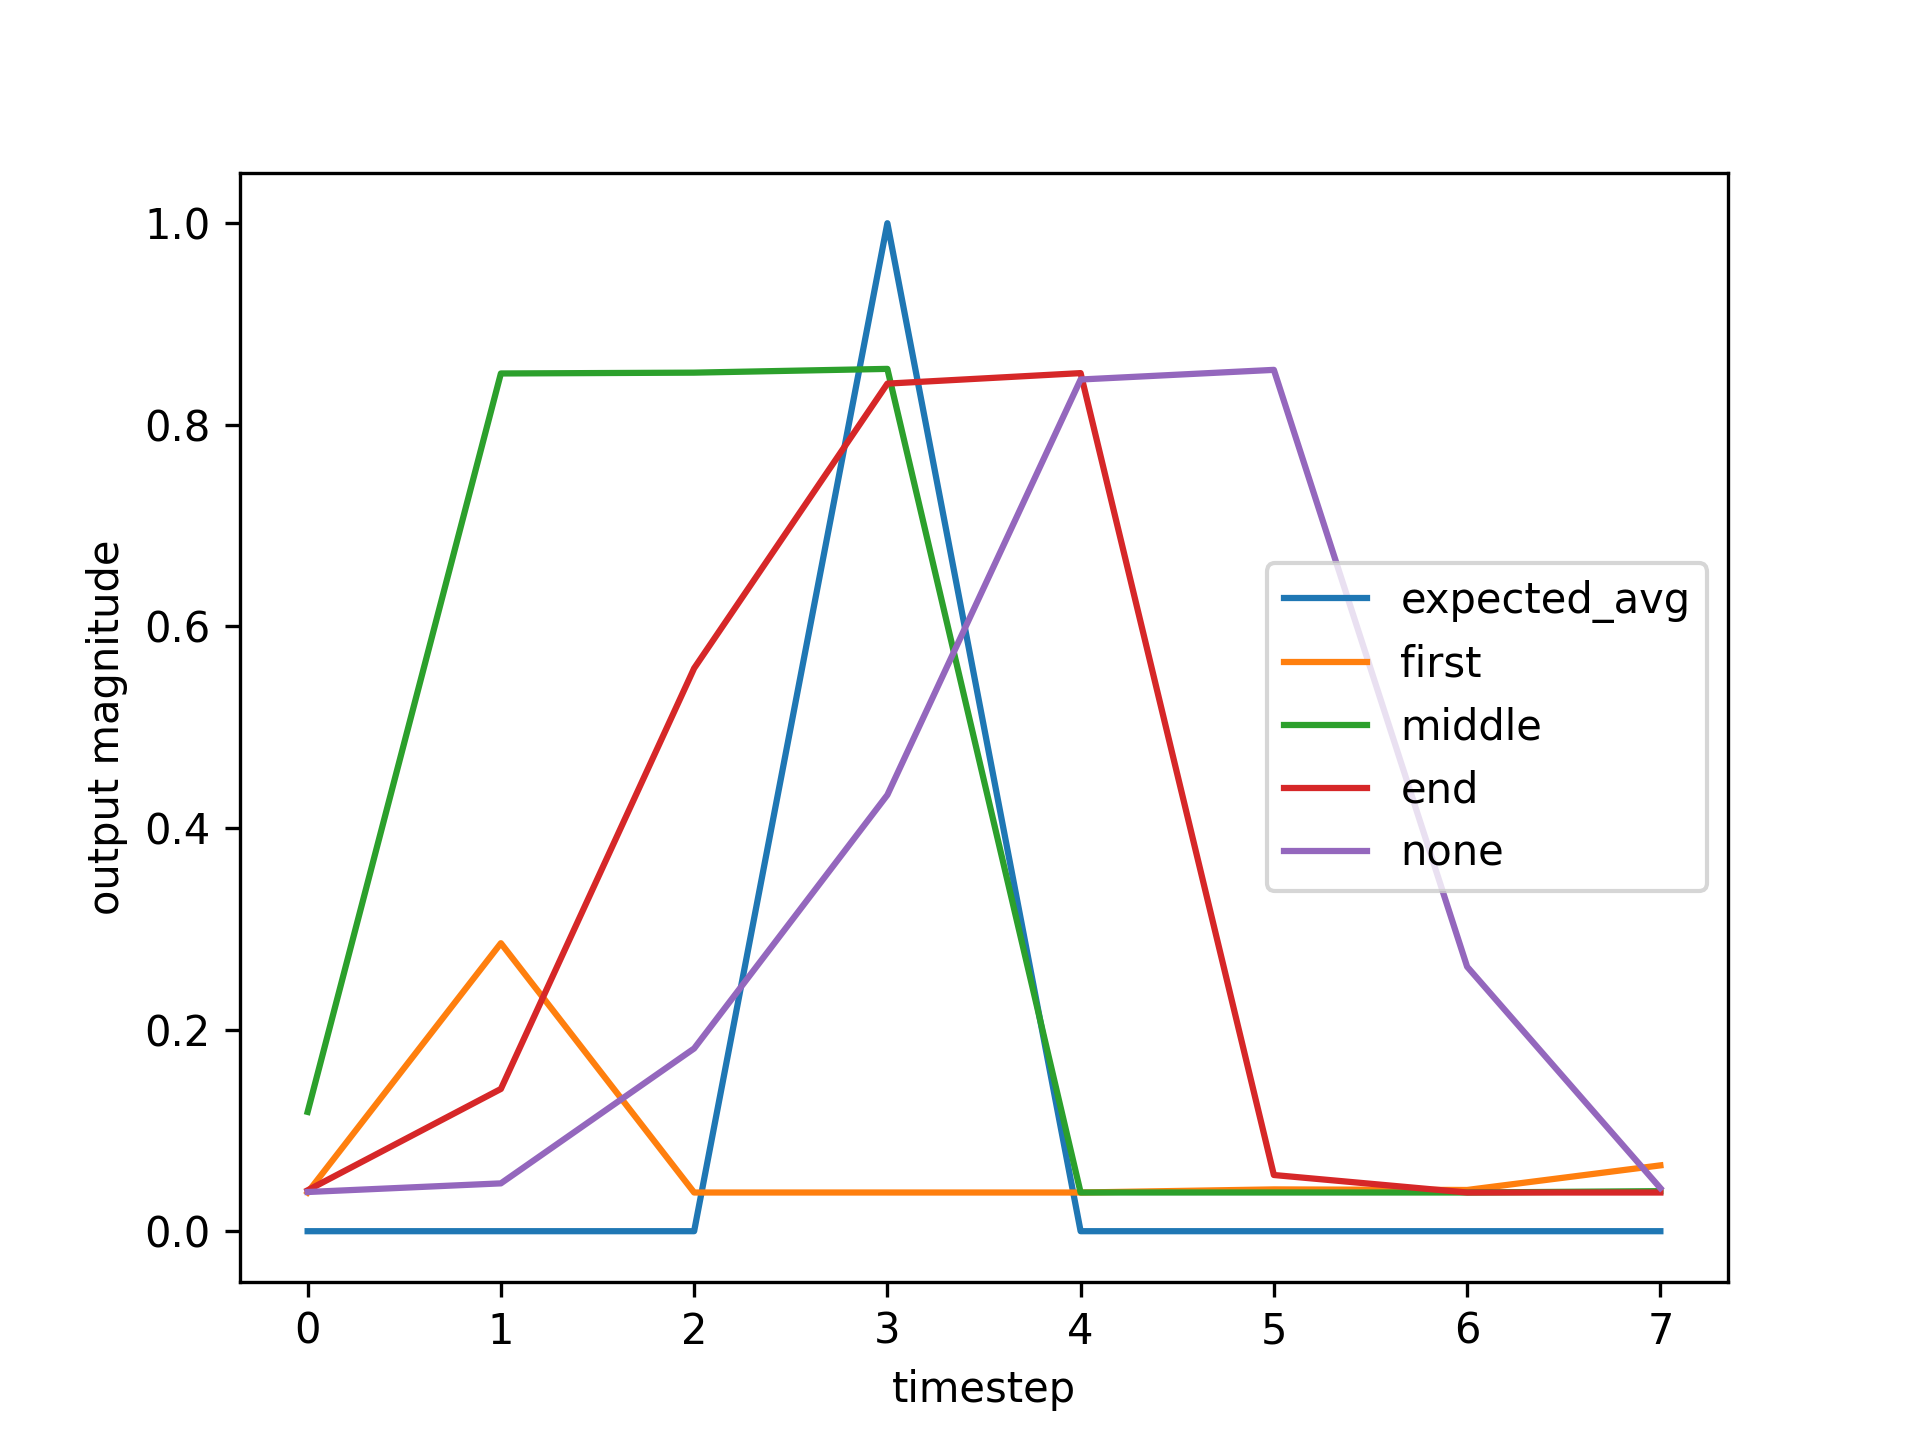 1.0
0.8
0.6
0.4
0.2
0.0
output magnitude
expected_avg
first
middle
end
none
0 1 2 3 4 5 6 7
timestep